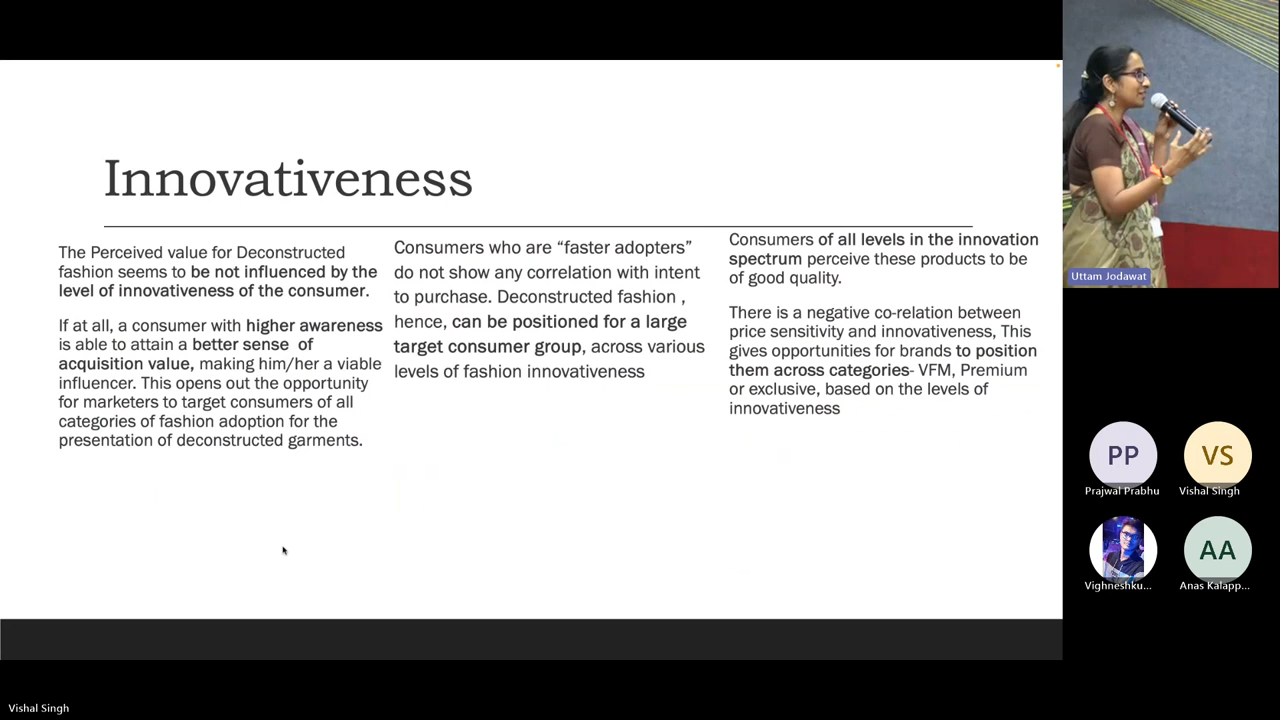 Innovativeness
The Perceived value for Deconstructed
fashion seems to be not influenced by the
level of innovativeness of the consumer.
If at all, a consumer with higher awareness
is able to attain a better sense of
acquisition value, making him/her a viable
influencer. This opens out the opportunity
for marketers to target consumers of all
categories of fashion adoption for the
presentation of deconstructed garments.
Consumers who are “faster adopters”
do not show any correlation with intent
to purchase. Deconstructed fashion ,
hence, can be positioned for a large
target consumer group, across various
levels of fashion innovativeness
Consumers of all levels in the innovation
spectrum perceive these products to be
of good quality.
There is a negative co-relation between
price sensitivity and innovativeness, This
gives opportunities for brands to position
them across categories- VFM, Premium
or exclusive, based on the levels of
innovativeness
Uttam Jodawat
PP
VS
Prajwal Prabhu
Vishal Singh
AA
Vighneshku...
Anas Kalapp...
Vishal Singh